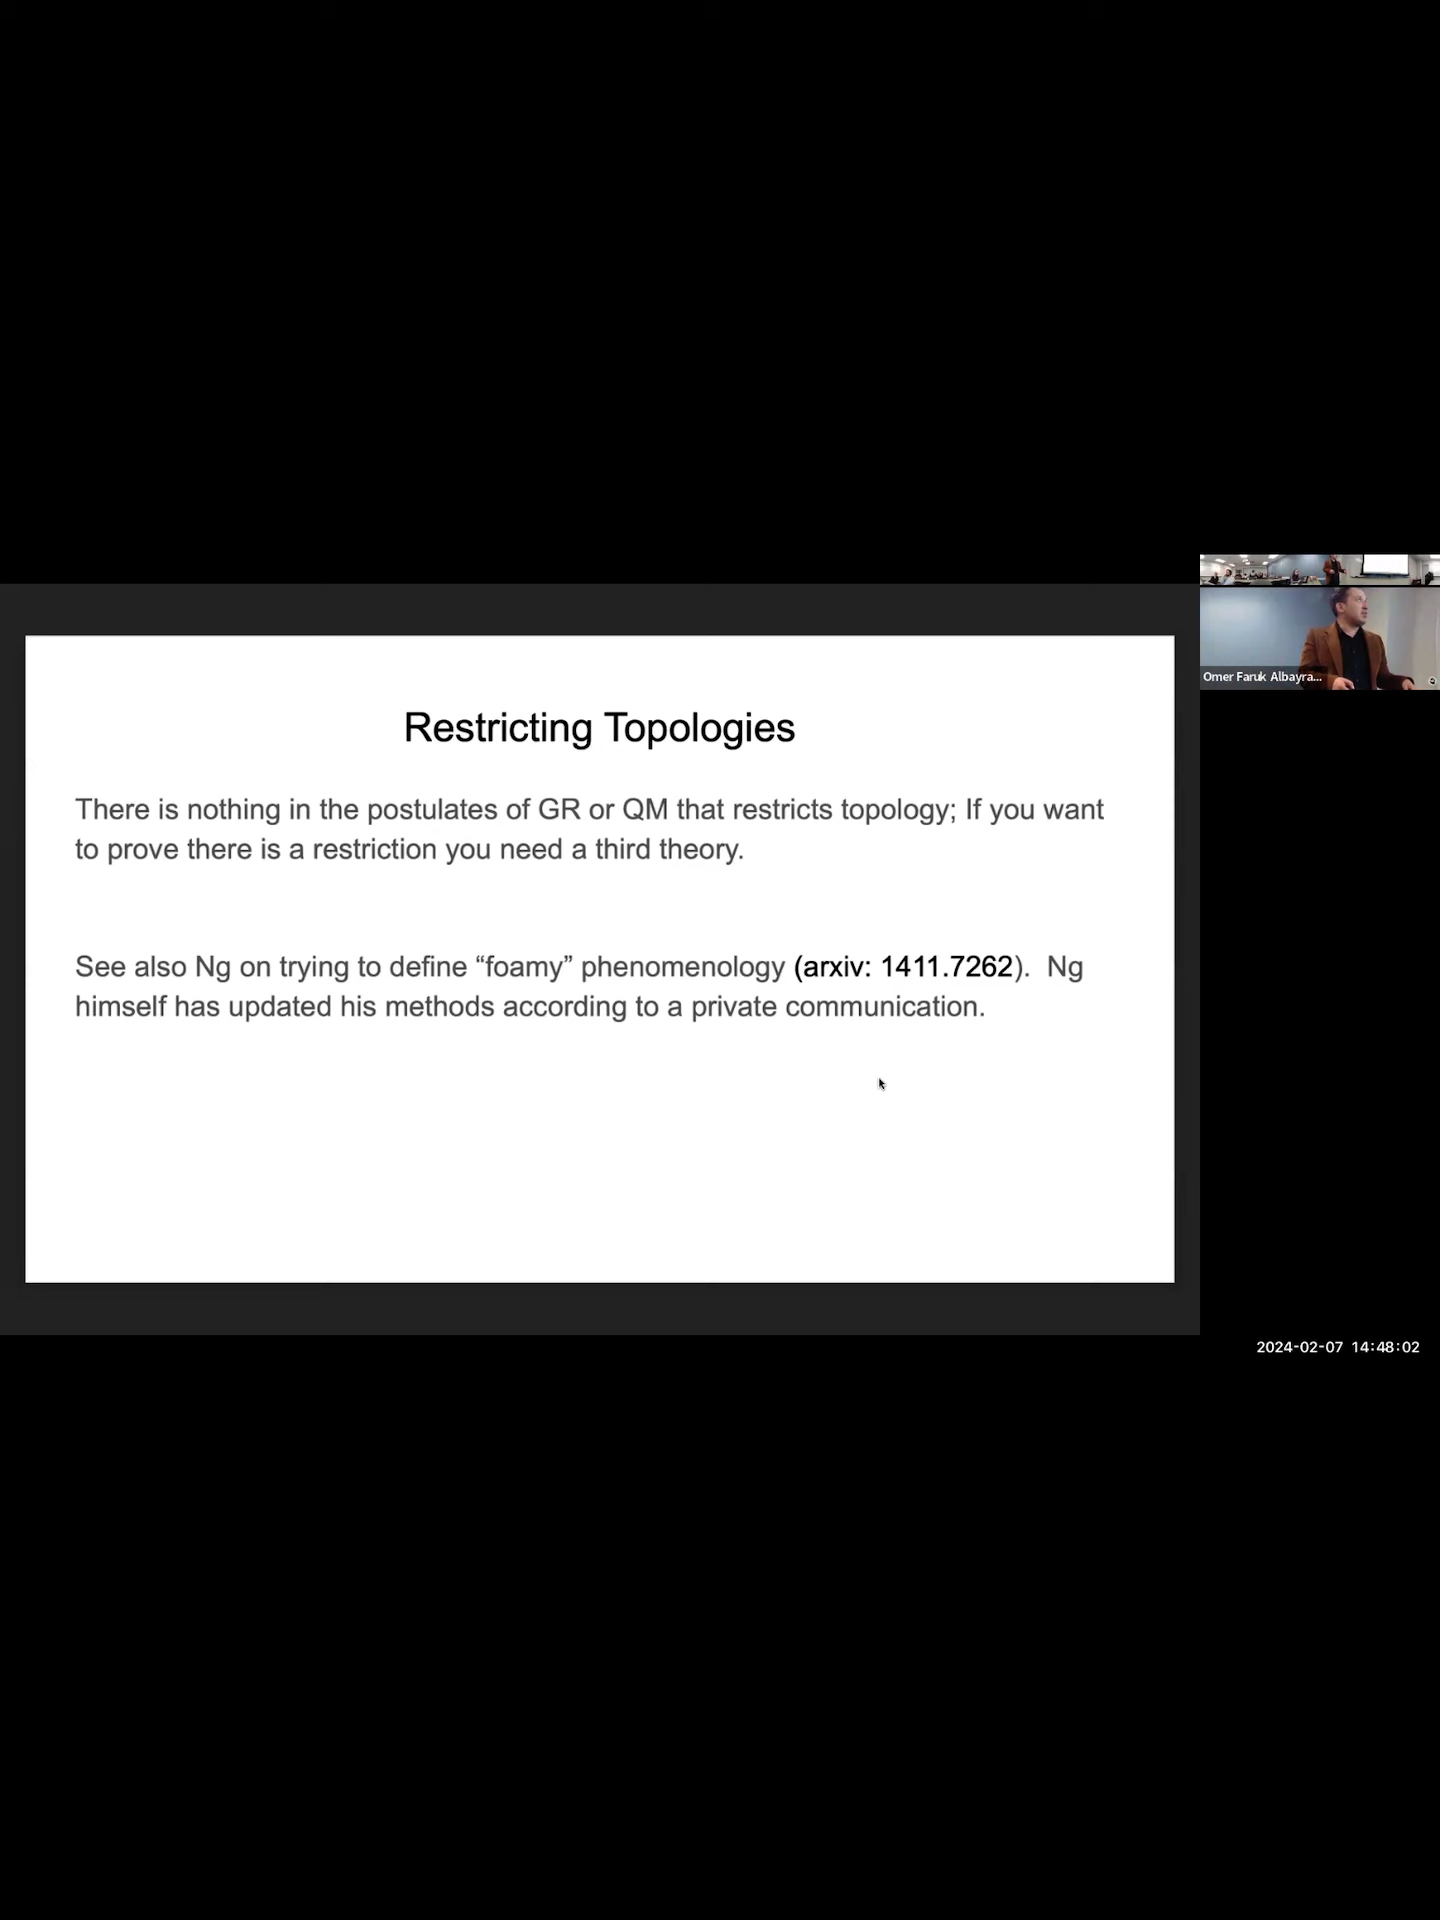 Restricting Topologies
There is nothing in the postulates of GR or QM that restricts topology; If you want
to prove there is a restriction you need a third theory.
See also Ng on trying to define “foamy” phenomenology (arxiv: 1411.7262).  Ng
himself has updated his methods according to a private communication.
Omer Faruk Albayra...
2024-02-07 14:48:02